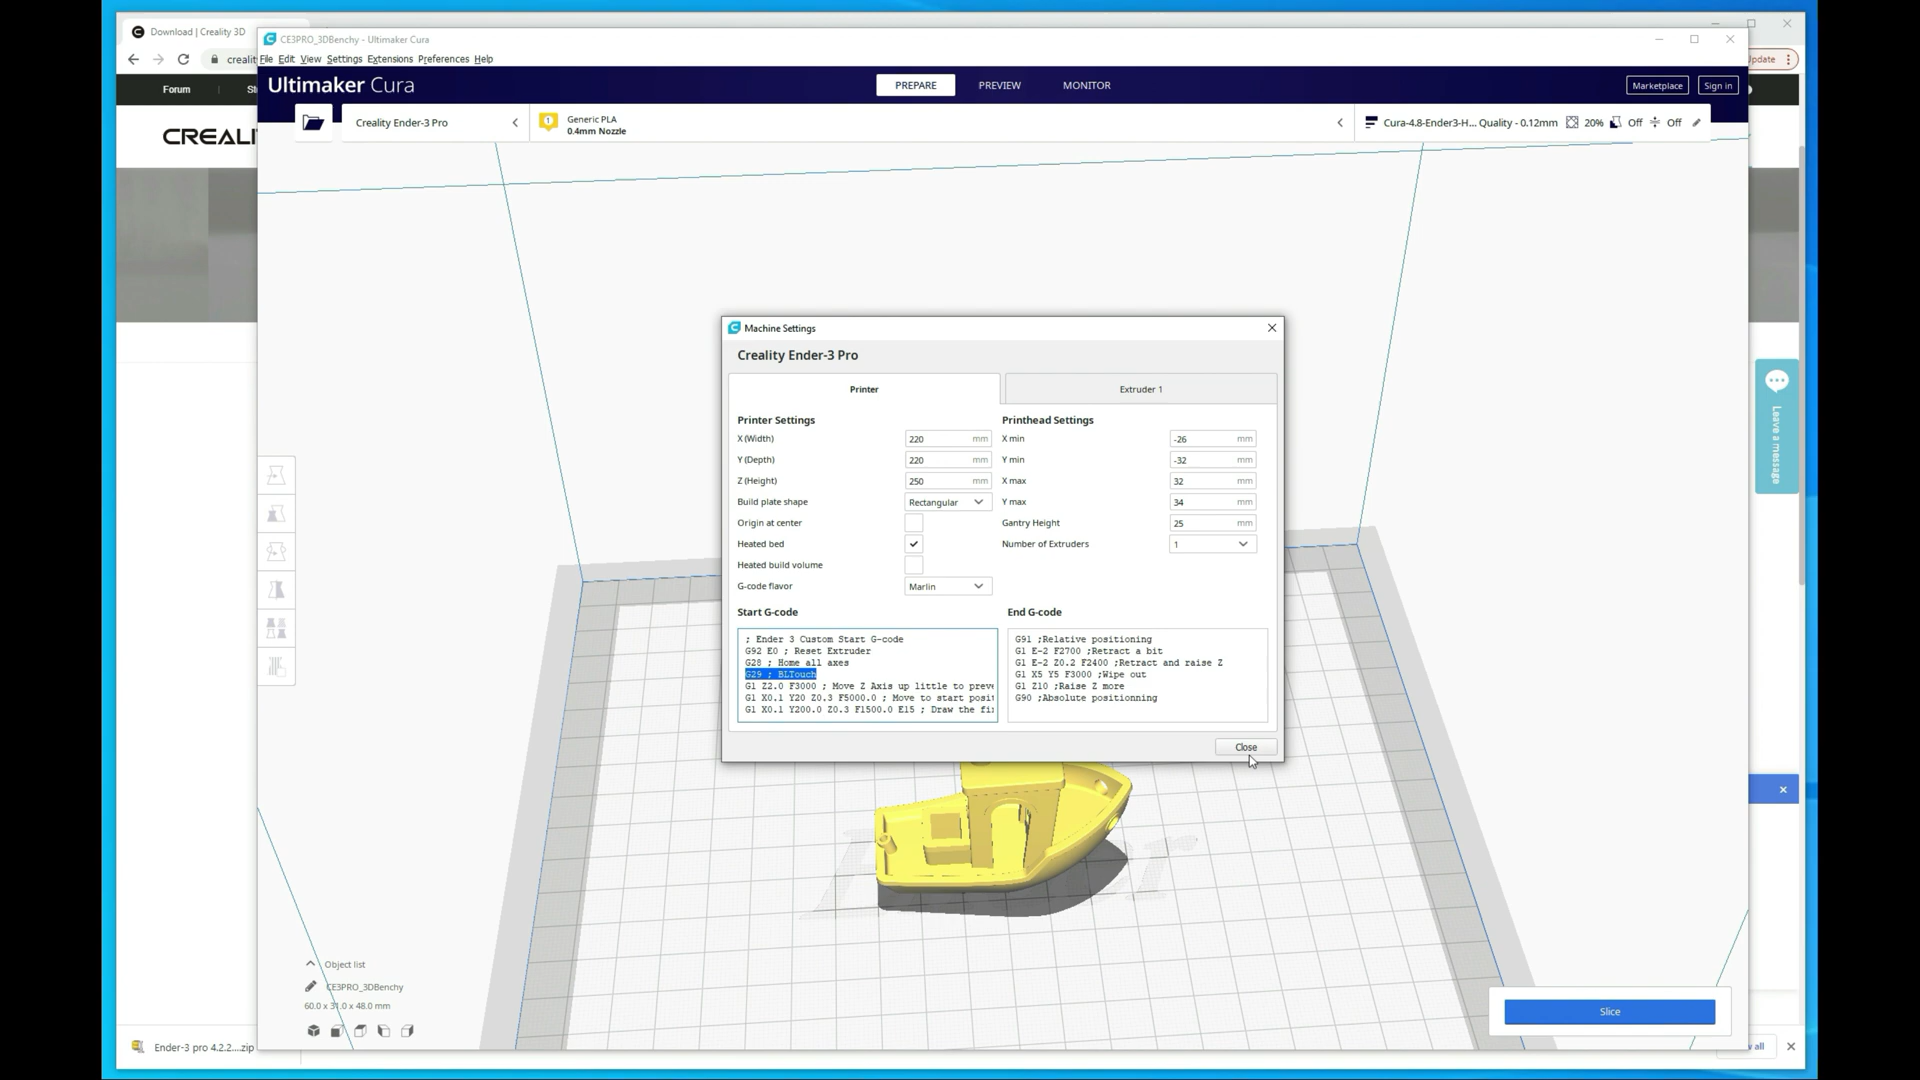 Download | Creality 3D
CE3PRO_3DBenchy - Ultimaker Cura
creali
File Edit View Settings Extensions Preferences Help
Update
Forum
Ultimaker Cura
PREPARE
PREVIEW
MONITOR
Marketplace
Sign in
CREALI
Creality Ender-3 Pro
1
Generic PLA
0.4mm Nozzle
Cura-4.8-Ender3-H... Quality - 0.12mm
20%
Off
Off
Machine Settings
Creality Ender-3 Pro
Printer
Extruder 1
Printer Settings
X (Width) 220 mm
Y (Depth) 220 mm
Z (Height) 250 mm
Build plate shape Rectangular
Origin at center
Heated bed
Heated build volume
G-code flavor Marlin
Printhead Settings
X min -26 mm
Y min -32 mm
X max 32 mm
Y max 34 mm
Gantry Height 25 mm
Number of Extruders 1
Start G-code
; Ender 3 Custom Start G-code
G92 E0 ; Reset Extruder
G28 ; Home all axes
G29 ; BLTouch
G1 Z2.0 F3000 ; Move Z Axis up little to preve
G1 X0.1 Y20 Z0.3 F5000.0 ; Move to start posit
G1 X0.1 Y200.0 Z0.3 F1500.0 E15 ; Draw the fi
End G-code
G91 ;Relative positioning
G1 E-2 F2700 ;Retract a bit
G1 E-2 Z0.2 F2400 ;Retract and raise Z
G1 X5 Y5 F3000 ;Wipe out
G1 Z10 ;Raise Z more
G90 ;Absolute positionning
Close
Leave a message
Object list
CE3PRO_3DBenchy
60.0 x 31.0 x 48.0 mm
Slice
Ender-3 pro 4.2.2....zip
all